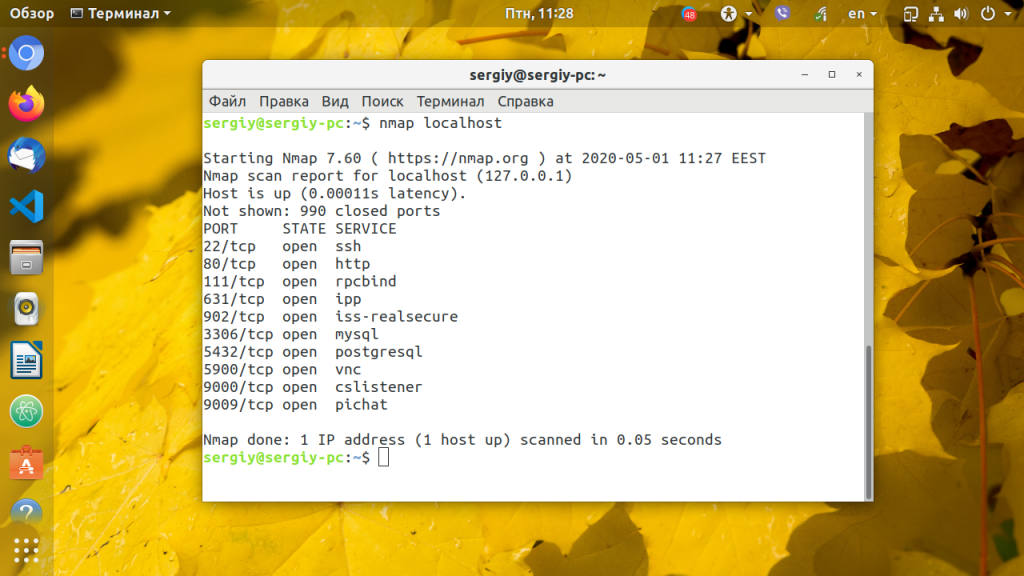 Обзор Терминал Птн, 11:28 48 en
sergiy@sergiy-pc: ~
Файл Правка Вид Поиск Терминал Справка
sergiy@sergiy-pc:~$ nmap localhost
Starting Nmap 7.60 ( https://nmap.org ) at 2020-05-01 11:27 EEST
Nmap scan report for localhost (127.0.0.1)
Host is up (0.00011s latency).
Not shown: 990 closed ports
PORT     STATE SERVICE
22/tcp   open  ssh
80/tcp   open  http
111/tcp  open  rpcbind
631/tcp  open  ipp
902/tcp  open  iss-realsecure
3306/tcp open  mysql
5432/tcp open  postgresql
5900/tcp open  vnc
9000/tcp open  cslistener
9009/tcp open  pichat
Nmap done: 1 IP address (1 host up) scanned in 0.05 seconds
sergiy@sergiy-pc:~$